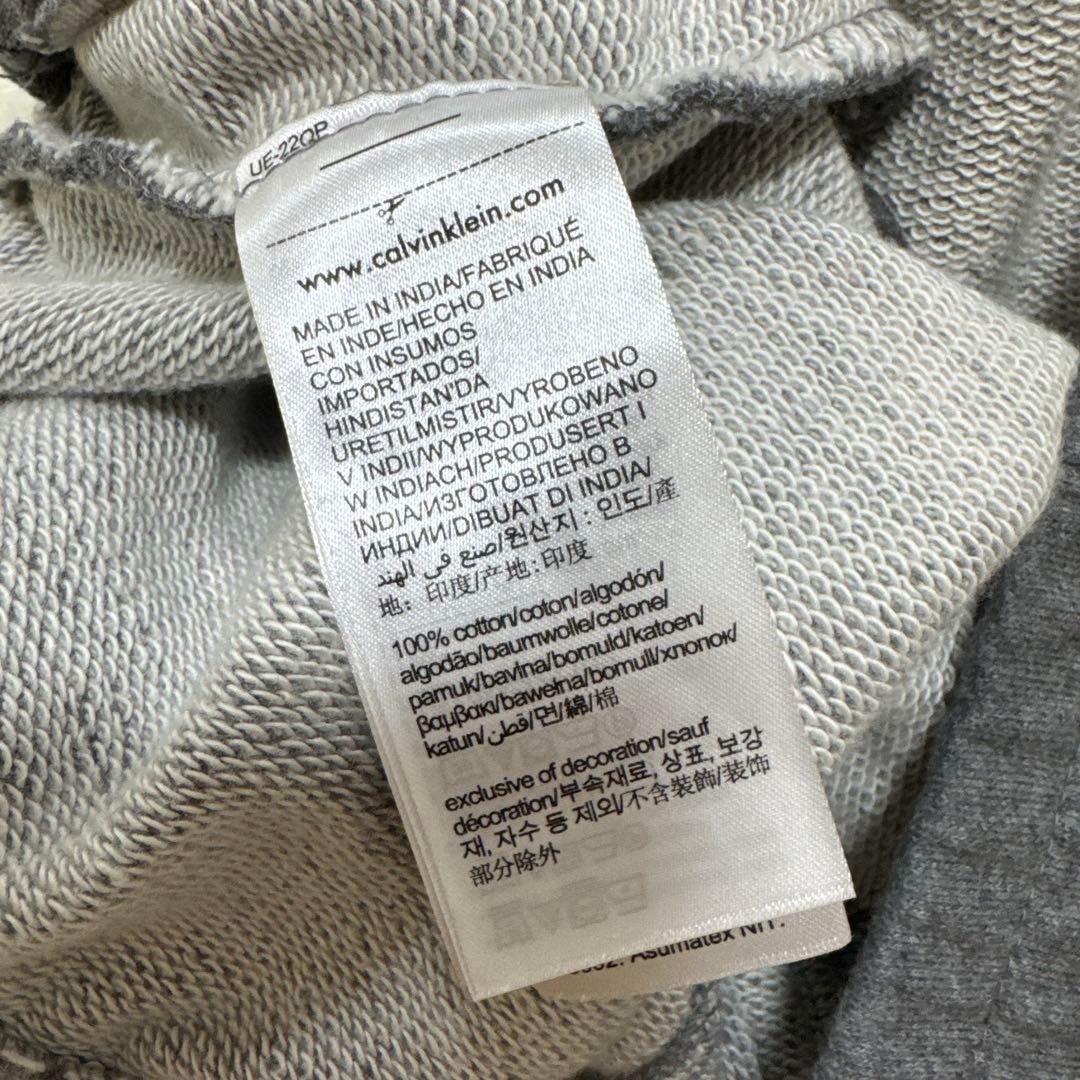 UE-22QP
www.calvinklein.com
MADE IN INDIA/FABRIQUÉ
EN INDE/HECHO EN INDIA
CON INSUMOS
IMPORTADOS/
HINDISTAN'DA
URETILMISTIR/VYROBENO
V INDII/WYPRODUKOWANO
W INDIACH/PRODUSERT I
INDIA/ИЗГОТОВЛЕНО В
ИНДИИ/DIBUAT DI INDIA/
صنع في الهند/원산지 : 인도/產
地: 印度/产地:印度
100% cotton/coton/algodón/
algodão/baumwolle/cotone/
pamuk/bavlna/bomuld/katoen/
βαμβακι/bawełna/bomull/хлопок/
katun/قطن/면/綿/棉
exclusive of decoration/sauf
décoration/부속재료, 상표, 보강
재, 자수 등 제외/不含裝飾/装饰
部分除外
Asumatex NIT: